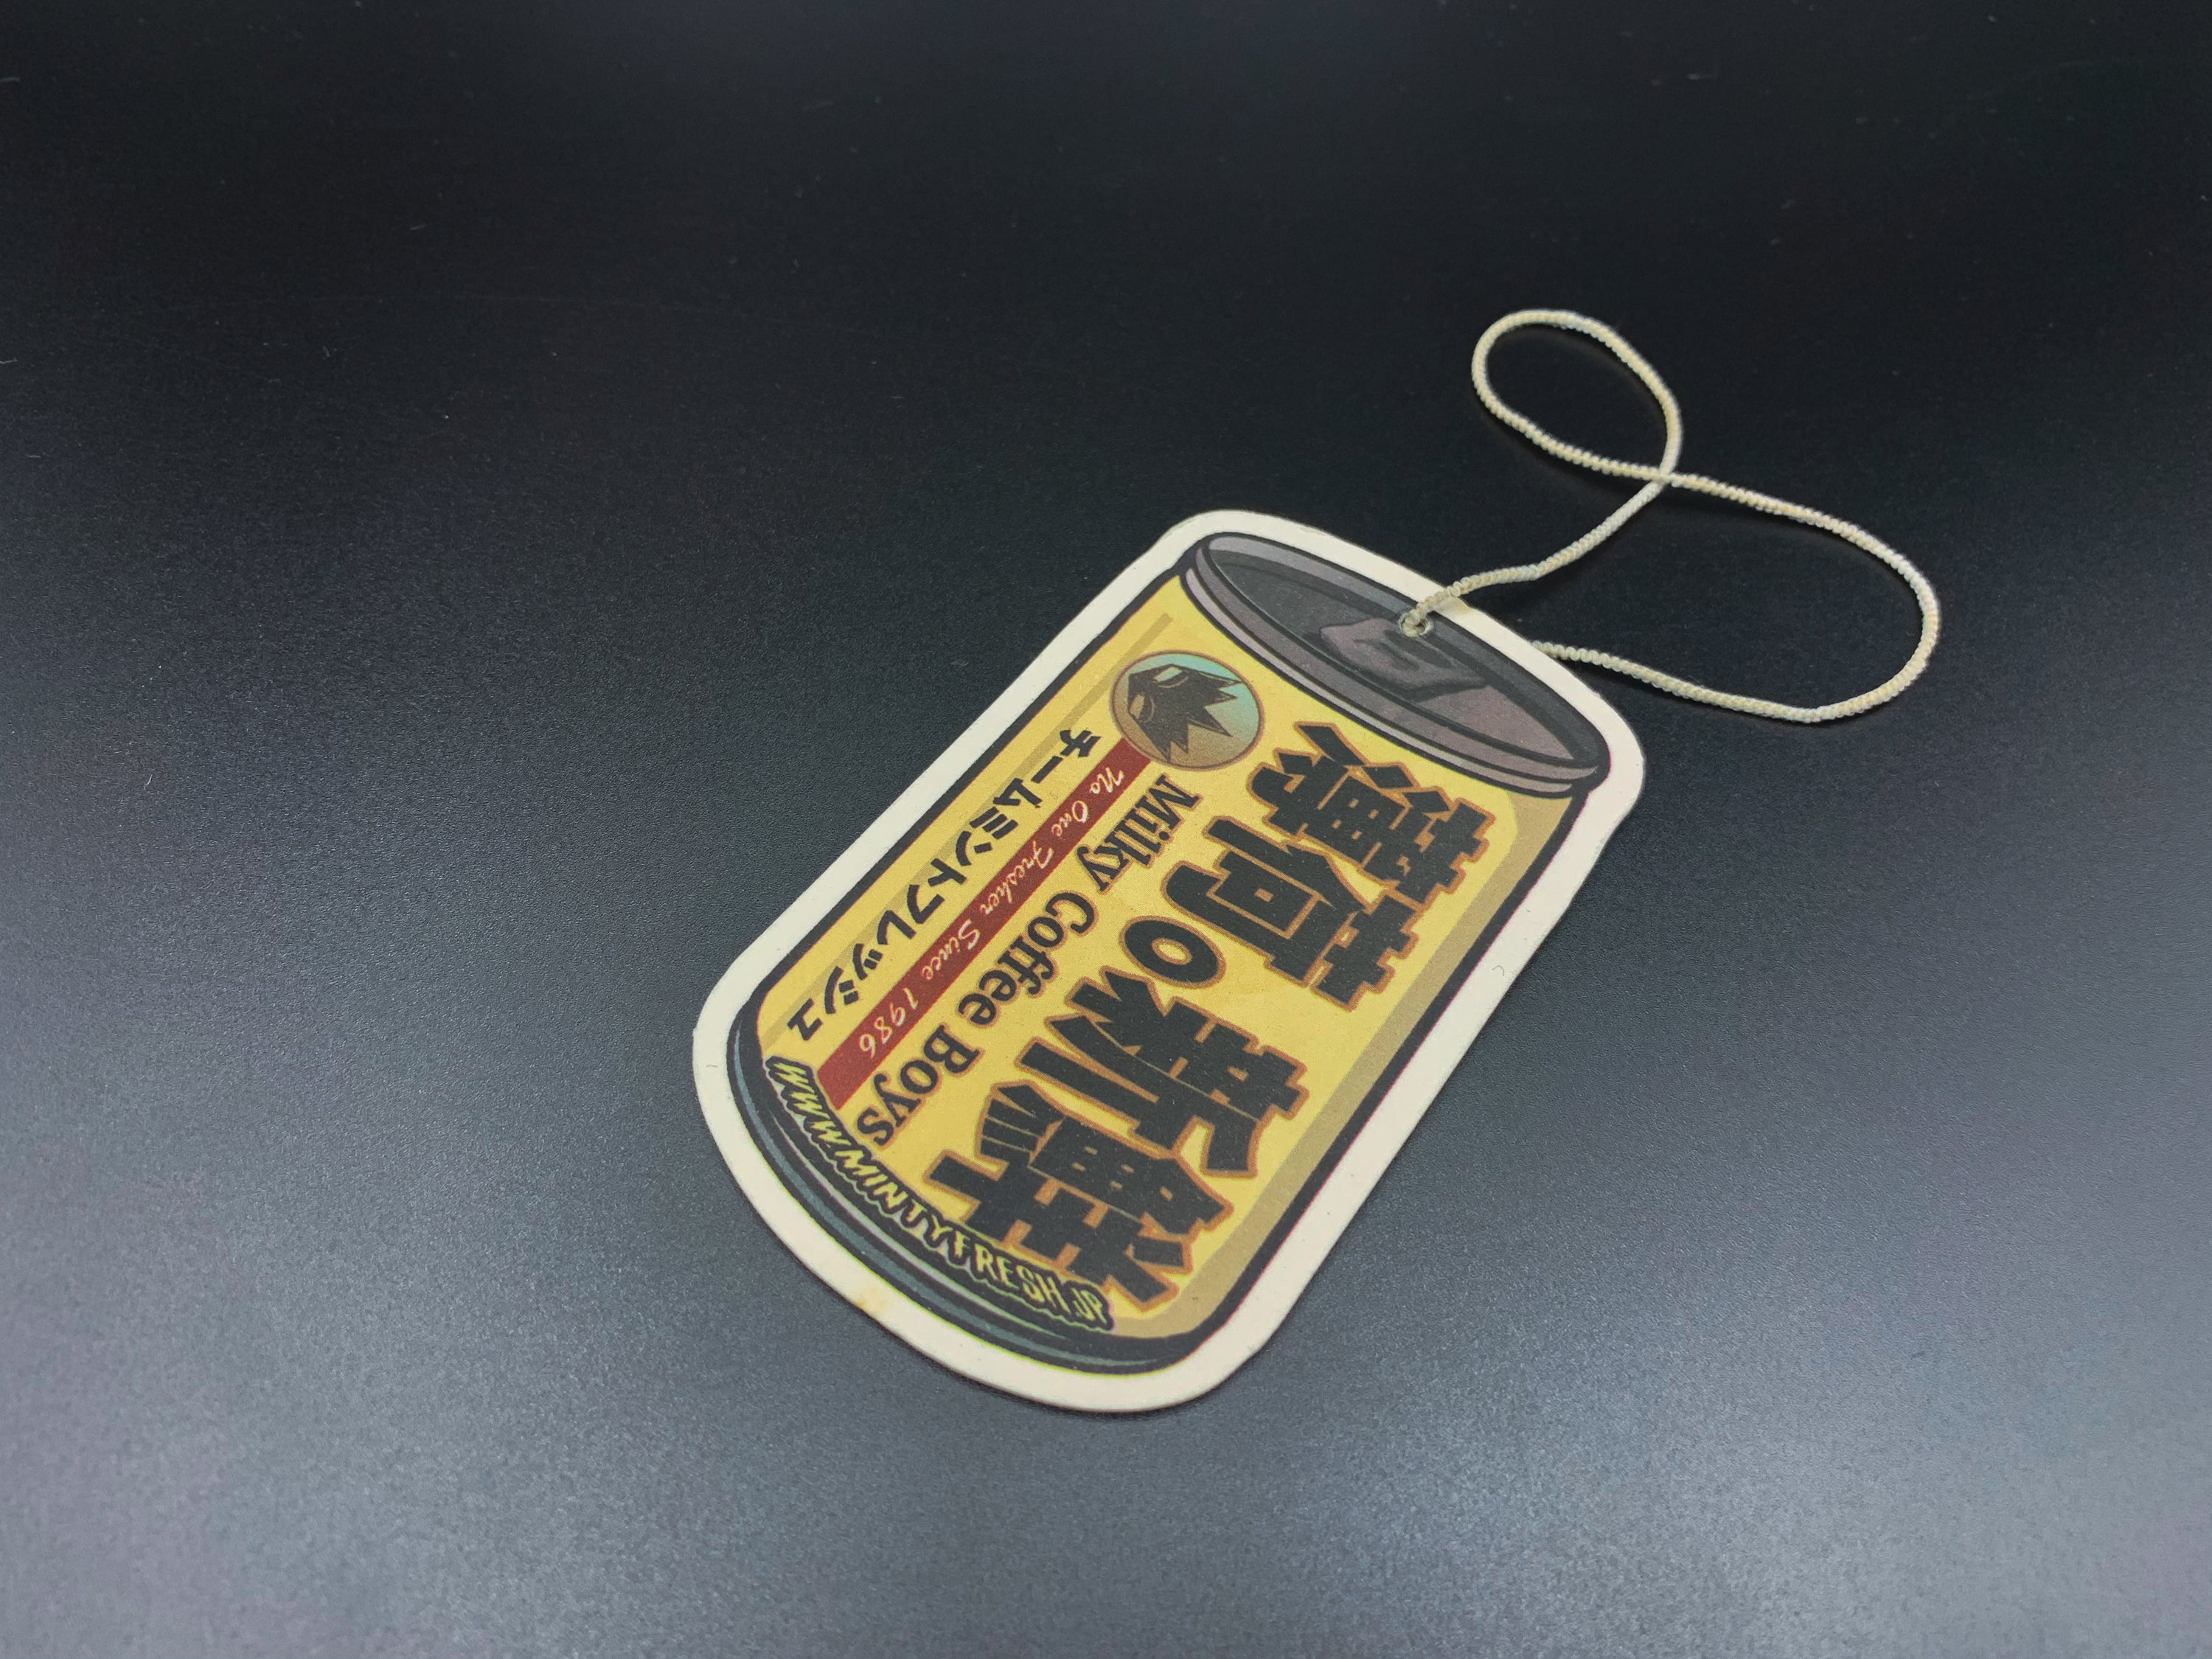 薄荷o新鮮
Milky Coffee Boys
No One Fresher Since 1986
チームミントフレッシュ
WWW.MINTYFRESH.JP